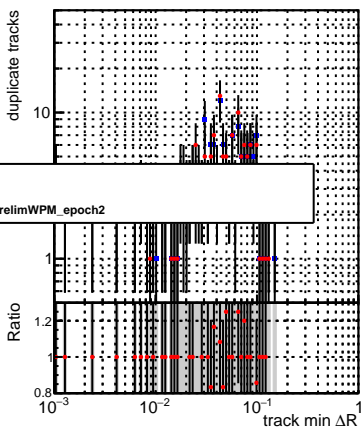 duplicate tracks
10
relimWPM_epoch2
1
Ratio
1.2
1
0.8
10⁻³ 10⁻² 10⁻¹ 1
track min ΔR